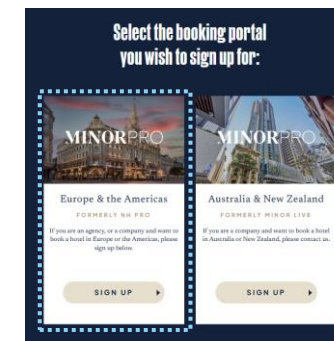 Select the booking portal
you wish to sign up for:
MINORPRO
Europe & the Americas
FORMERLY NH PRO
If you are an agency, or a company and want to
book a hotel in Europe or the Americas, please
sign up below.
SIGN UP
MINORPRO
Australia & New Zealand
FORMERLY MINOR LIVE
If you are a company and want to book a hotel
in Australia or New Zealand, please contact us.
SIGN UP